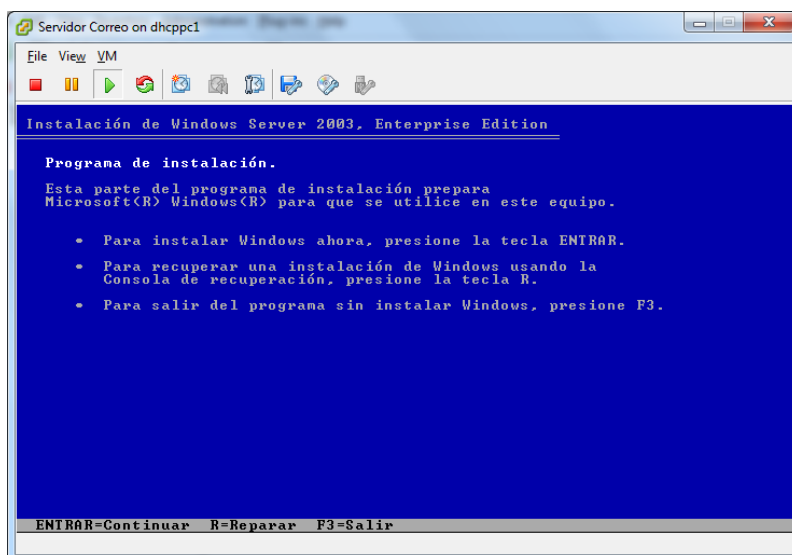 Servidor Correo on dhcppc1
File View VM
Instalación de Windows Server 2003, Enterprise Edition
Programa de instalación.
Esta parte del programa de instalación prepara
Microsoft(R) Windows(R) para que se utilice en este equipo.
• Para instalar Windows ahora, presione la tecla ENTRAR.
• Para recuperar una instalación de Windows usando la
Consola de recuperación, presione la tecla R.
• Para salir del programa sin instalar Windows, presione F3.
ENTRAR=Continuar R=Reparar F3=Salir